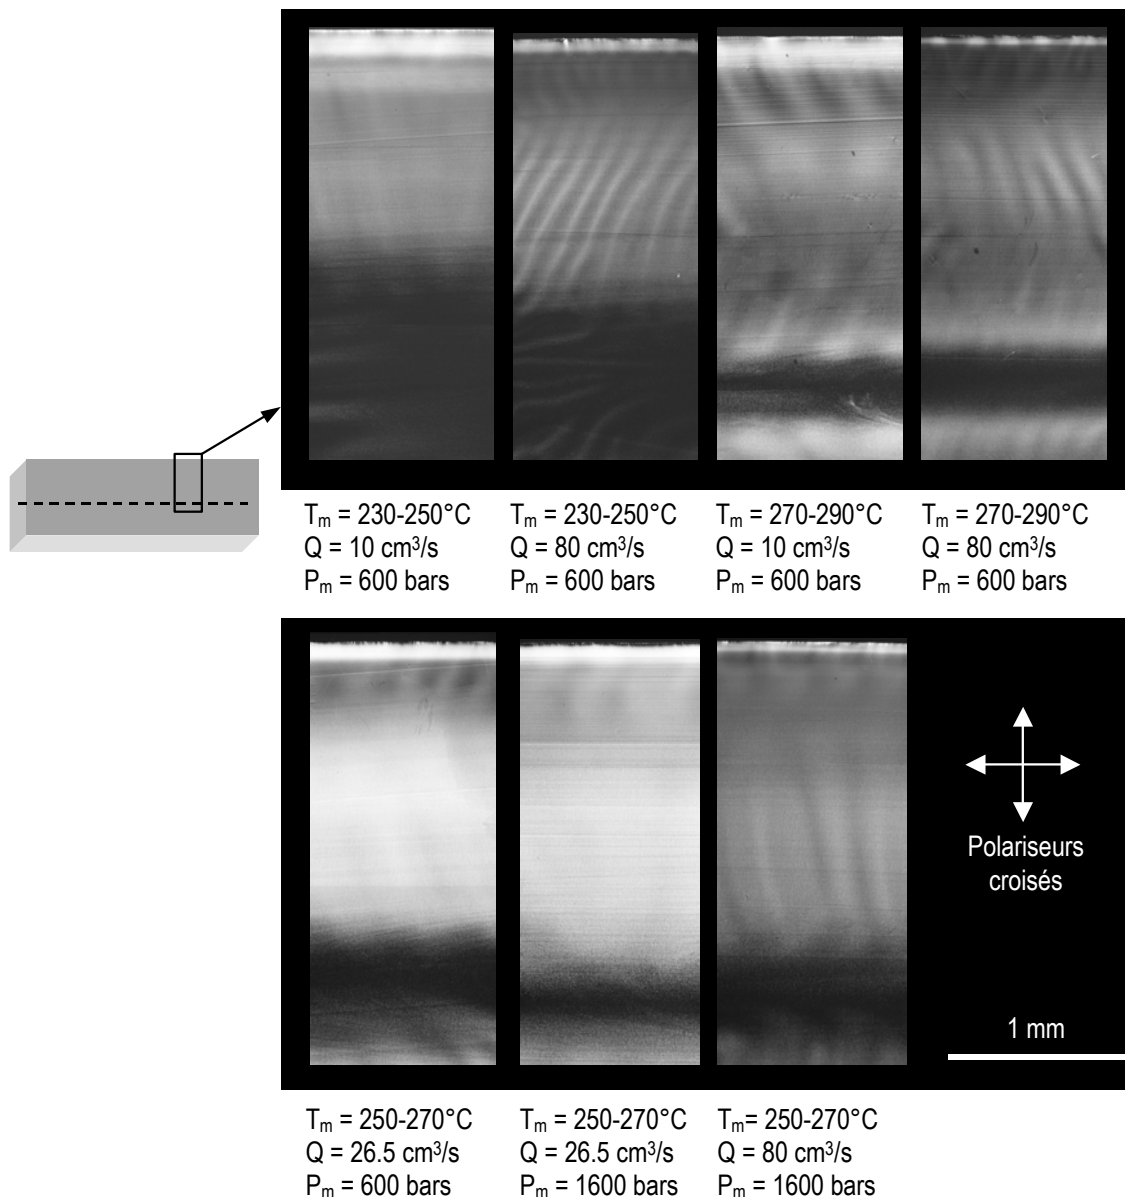 T_m = 230-250°C
Q = 10 cm³/s
P_m = 600 bars
T_m = 230-250°C
Q = 80 cm³/s
P_m = 600 bars
T_m = 270-290°C
Q = 10 cm³/s
P_m = 600 bars
T_m = 270-290°C
Q = 80 cm³/s
P_m = 600 bars
Polariseurs
croisés
1 mm
T_m = 250-270°C
Q = 26.5 cm³/s
P_m = 600 bars
T_m = 250-270°C
Q = 26.5 cm³/s
P_m = 1600 bars
T_m= 250-270°C
Q = 80 cm³/s
P_m = 1600 bars